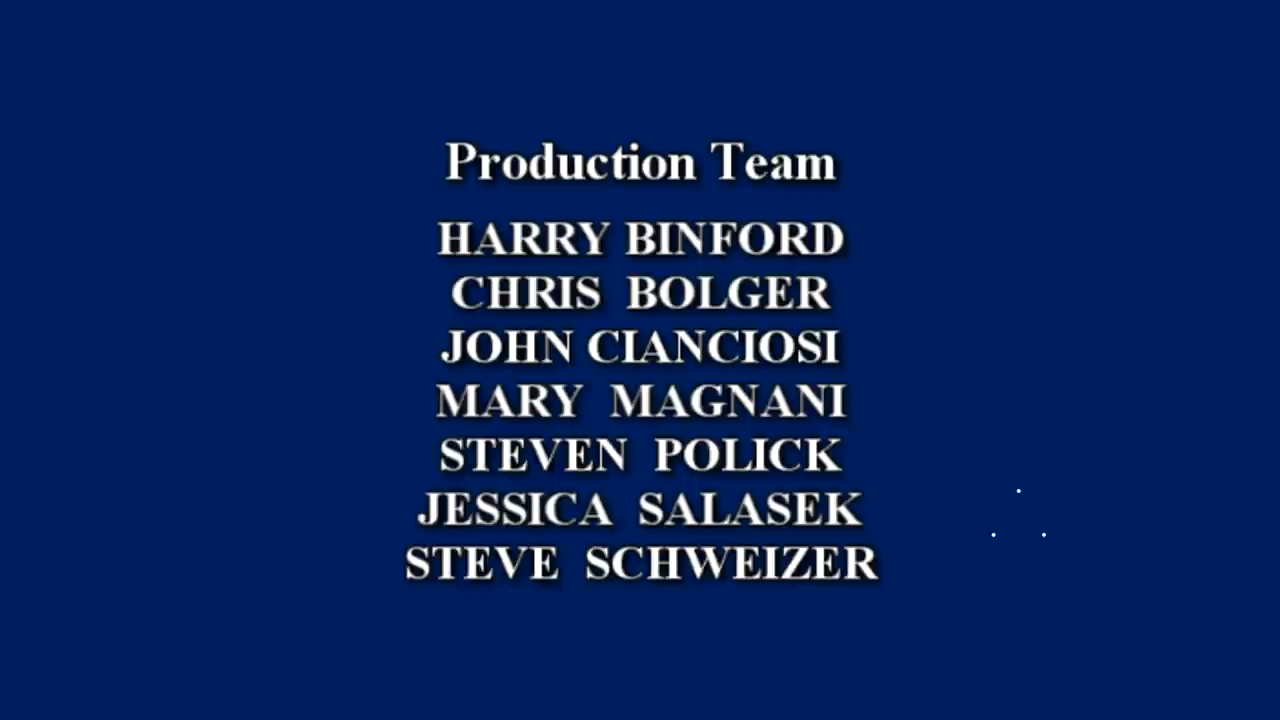 Production Team
HARRY BINFORD
CHRIS BOLGER
JOHN CIANCIOSI
MARY MAGNANI
STEVEN POLICK
JESSICA SALASEK
STEVE SCHWEIZER